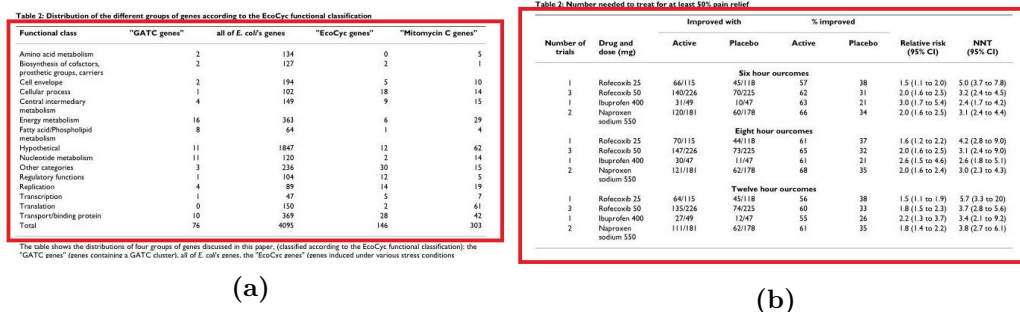 Table 2: Distribution of the different groups of genes according to the EcoCyc functional classification
Functional class "GATC genes" all of E. coli's genes "EcoCyc genes" "Mitomycin C genes"
Amino acid metabolism 2 134 0 5
Biosynthesis of cofactors, 2 127 2 1
prosthetic groups, carriers
Cell envelope 2 194 5 10
Cellular process 1 102 18 14
Central intermediary 4 149 9 15
metabolism
Energy metabolism 16 363 6 29
Fatty acid/Phospholipid 8 64 1 4
metabolism
Hypothetical 11 1847 12 62
Nucleotide metabolism 11 120 2 14
Other categories 3 236 30 15
Regulatory functions 1 104 12 5
Replication 4 89 14 19
Transcription 1 47 5 7
Translation 0 150 2 61
Transport/binding protein 10 369 28 42
Total 76 4095 146 303
The table shows the distributions of four groups of genes discussed in this paper, (classified according to the EcoCyc functional classification): the
"GATC genes" (genes containing a GATC cluster), all of E. coli's genes, the "EcoCyc genes" (genes induced under various stress conditions
(a)
Table 2: Number needed to treat for at least 50% pain relief
Improved with % improved
Number of trials Drug and dose (mg) Active Placebo Active Placebo Relative risk (95% CI) NNT (95% CI)
Six hour ourcomes
1 Rofecoxib 25 66/115 45/118 57 38 1.5 (1.1 to 2.0) 5.0 (3.7 to 7.8)
3 Rofecoxib 50 140/226 70/225 62 31 2.0 (1.6 to 2.5) 3.2 (2.4 to 4.5)
1 Ibuprofen 400 31/49 10/47 63 21 3.0 (1.7 to 5.4) 2.4 (1.7 to 4.2)
2 Naproxen 120/181 60/178 66 34 2.0 (1.6 to 2.5) 3.1 (2.4 to 4.4)
sodium 550
Eight hour ourcomes
1 Rofecoxib 25 70/115 44/118 61 37 1.6 (1.2 to 2.2) 4.2 (2.8 to 9.0)
3 Rofecoxib 50 147/226 73/225 65 32 2.0 (1.6 to 2.5) 3.1 (2.4 to 9.0)
1 Ibuprofen 400 30/47 11/47 61 21 2.6 (1.5 to 4.6) 2.6 (1.8 to 5.1)
2 Naproxen 121/181 62/178 68 35 2.0 (1.6 to 2.4) 3.0 (2.3 to 4.3)
sodium 550
Twelve hour ourcomes
1 Rofecoxib 25 64/115 45/118 56 38 1.5 (1.1 to 1.9) 5.7 (3.3 to 20)
3 Rofecoxib 50 135/226 74/225 60 33 1.8 (1.5 to 2.3) 3.7 (2.8 to 5.6)
1 Ibuprofen 400 27/49 12/47 55 26 2.2 (1.3 to 3.7) 3.4 (2.1 to 9.2)
2 Naproxen 111/181 62/178 61 35 1.8 (1.4 to 2.2) 3.8 (2.7 to 6.1)
sodium 550
(b)